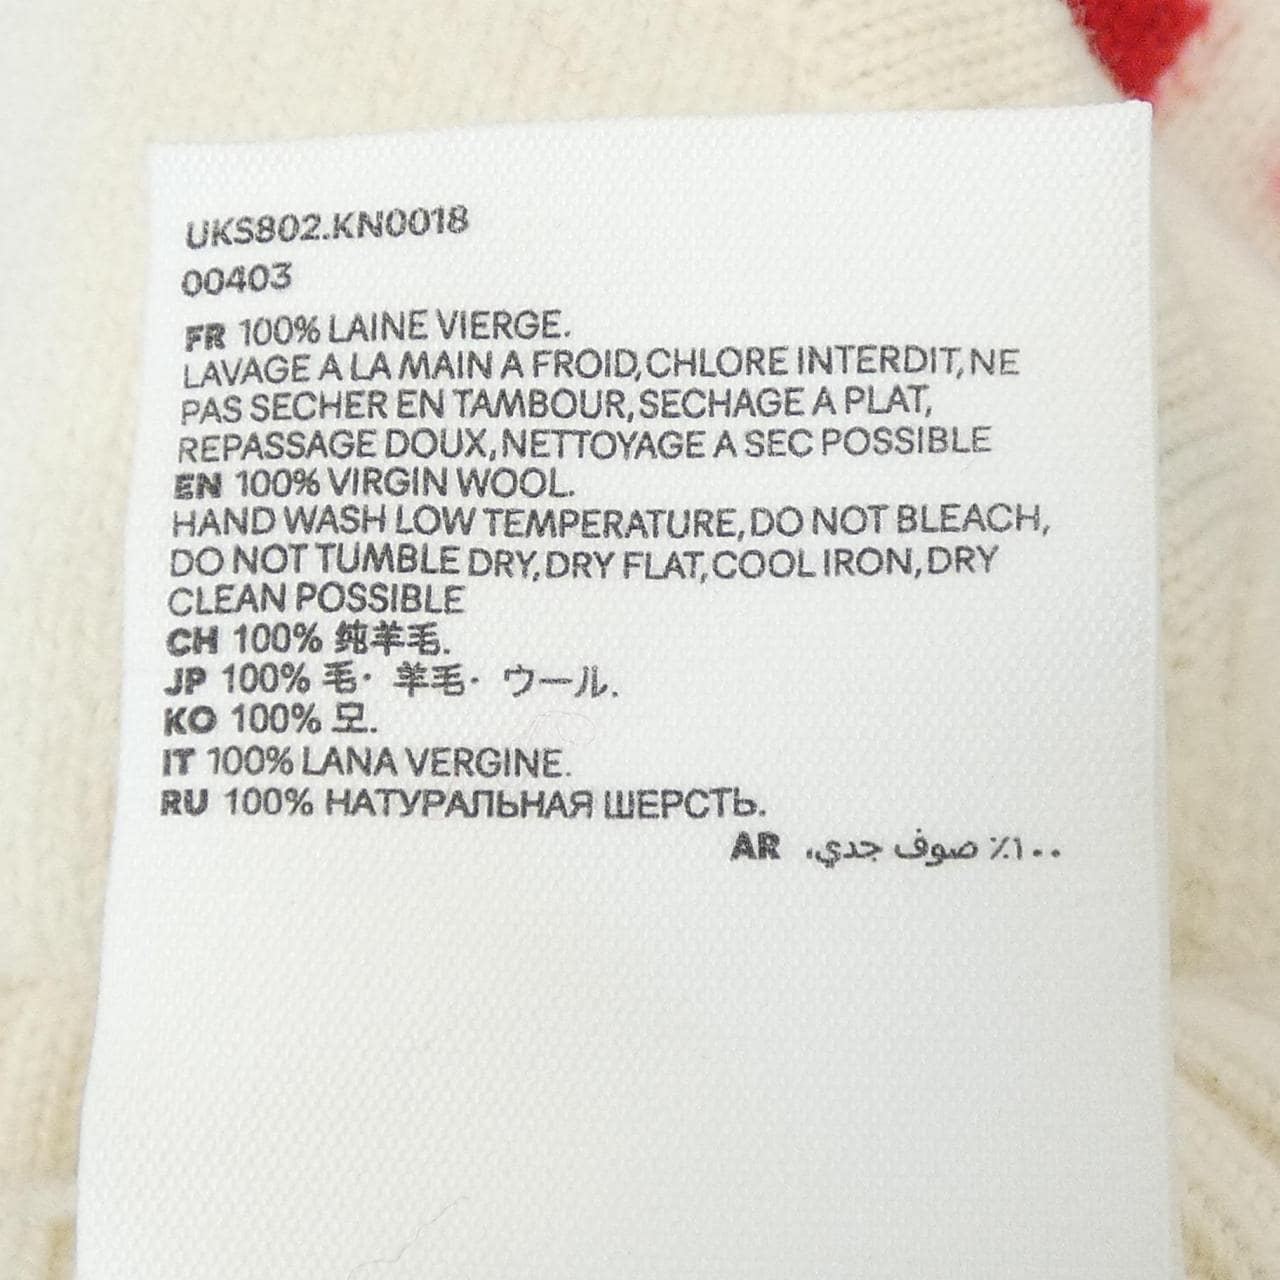 UKS802.KN0018
00403
FR 100% LAINE VIERGE.
LAVAGE A LA MAIN A FROID,CHLORE INTERDIT,NE
PAS SECHER EN TAMBOUR,SECHAGE A PLAT,
REPASSAGE DOUX,NETTOYAGE A SEC POSSIBLE
EN 100% VIRGIN WOOL.
HAND WASH LOW TEMPERATURE,DO NOT BLEACH,
DO NOT TUMBLE DRY,DRY FLAT,COOL IRON,DRY
CLEAN POSSIBLE
CH 100% 纯羊毛.
JP 100% 毛· 羊毛· ウール.
KO 100% 모.
IT 100% LANA VERGINE.
RU 100% НАТУРАЛЬНАЯ ШЕРСТЬ.
AR ١٠٠٪ صوف جدي،